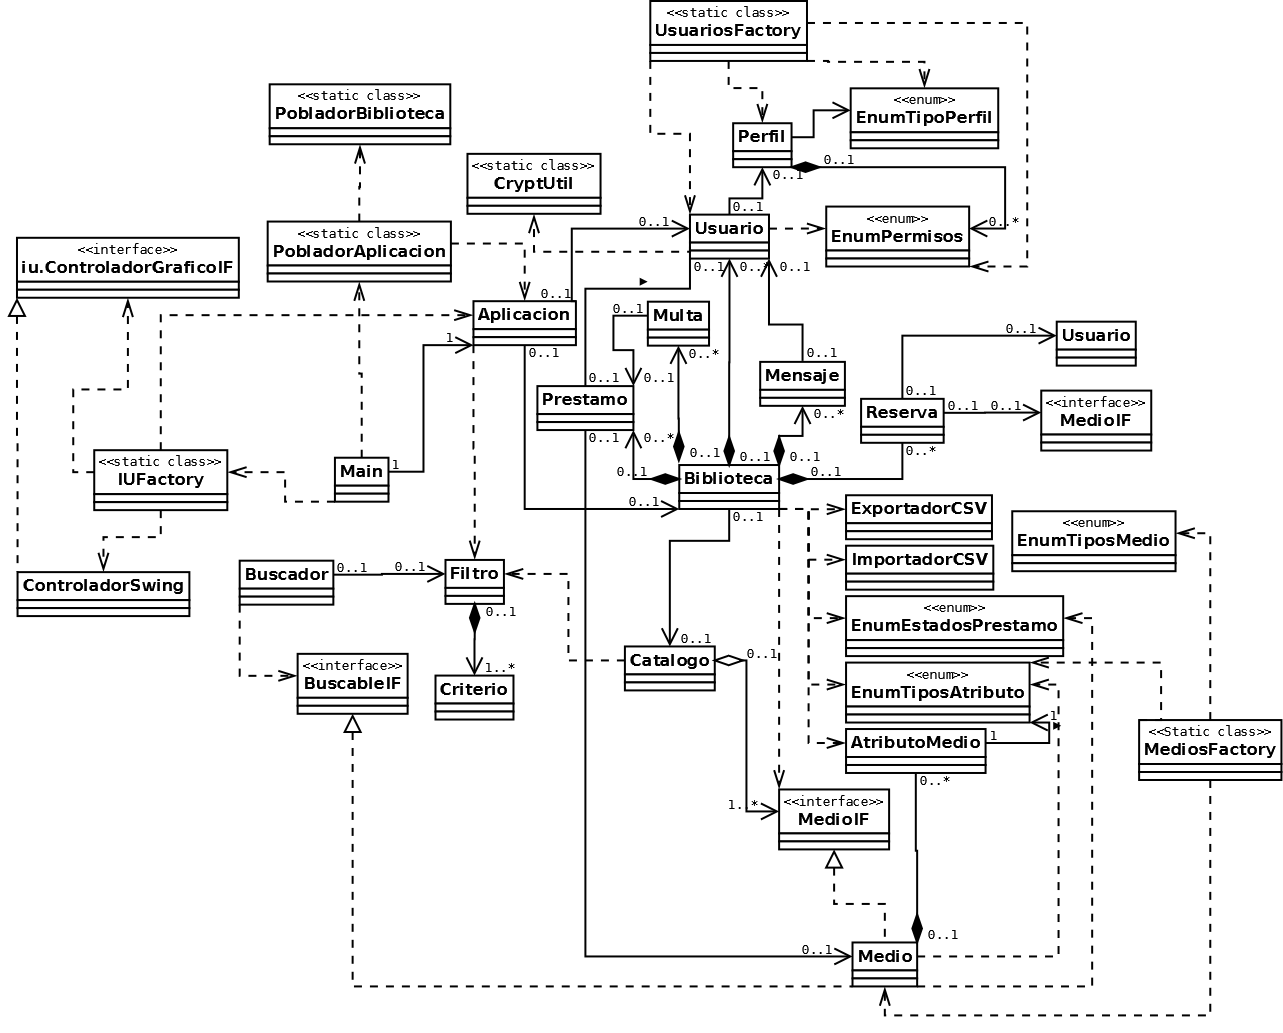 <<static class>>
UsuariosFactory
<<static class>>
PobladorBiblioteca
<<enum>>
EnumTipoPerfil
Perfil
0..1
0..1
<<static class>>
CryptUtil
0..1
0..*
<<static class>>
PobladorAplicacion
0..1
Usuario
<<enum>>
EnumPermisos
<<interface>>
iu.ControladorGraficoIF
0..1
0..*
0..1
0..1
Aplicacion
0..1
Multa
0..1
Usuario
1
0..1
0..*
0..1
Mensaje
0..1
0..1
0..1
Prestamo
0..*
Reserva
0..1
0..1
<<interface>>
MedioIF
0..1
0..*
0..1
0..1
0..1
0..*
<<static class>>
IUFactory
Main
1
0..1
Biblioteca
0..1
0..1
0..1
ExportadorCSV
<<enum>>
EnumTiposMedio
ImportadorCSV
ControladorSwing
Buscador
0..1
0..1
Filtro
0..1
<<enum>>
EnumEstadosPrestamo
0..1
<<interface>>
BuscableIF
1..*
Criterio
Catalogo
0..1
<<enum>>
EnumTiposAtributo
1
AtributoMedio
1
<<Static class>>
MediosFactory
0..*
1..*
<<interface>>
MedioIF
0..1
0..1
Medio